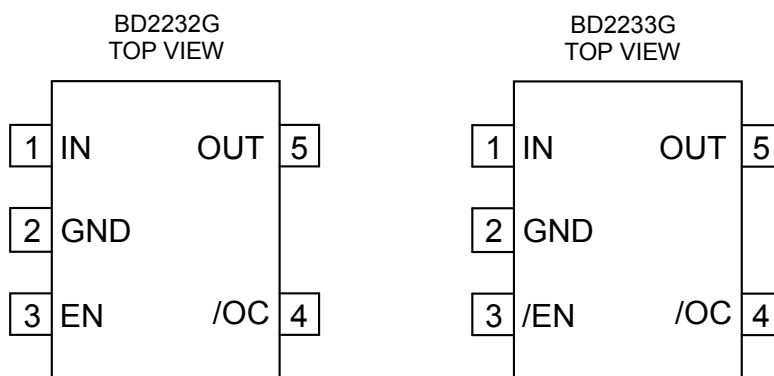 BD2232G
TOP VIEW
1 IN OUT 5
2 GND
3 EN /OC 4
BD2233G
TOP VIEW
1 IN OUT 5
2 GND
3 /EN /OC 4